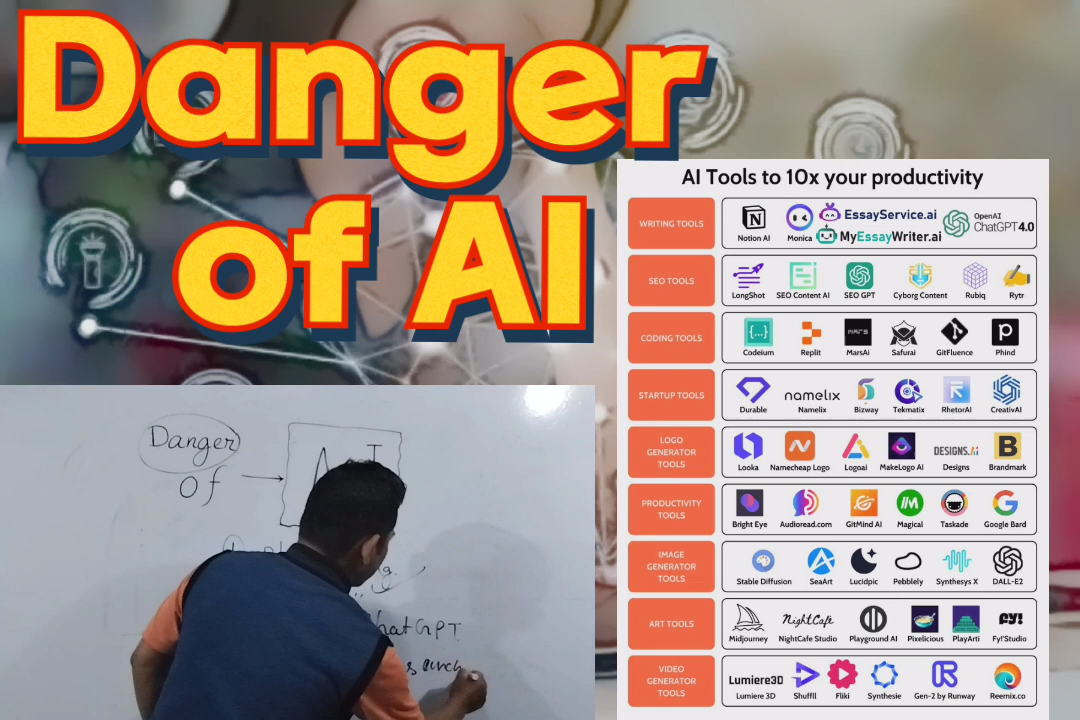 Danger
of AI
AI Tools to 10x your productivity
WRITING TOOLS
Notion AI
Monica
EssayService.ai
MyEssayWriter.ai
OpenAI
ChatGPT4.0
SEO TOOLS
LongShot
SEO Content AI
SEO GPT
Cyborg Content
Rubiq
Rytr
CODING TOOLS
MARS
Codeium
Replit
MarsAi
Safurai
GitFluence
Phind
STARTUP TOOLS
namelix
Durable
Namelix
Bizway
Tekmatix
RhetorAI
CreativAI
LOGO
GENERATOR
TOOLS
DESIGNS.Ai
B
Looka
Namecheap Logo
Logoai
MakeLogo AI
Designs
Brandmark
PRODUCTIVITY
TOOLS
Bright Eye
Audioread.com
GitMind AI
Magical
Taskade
Google Bard
IMAGE
GENERATOR
TOOLS
Stable Diffusion
SeaArt
Lucidpic
Pebblely
Synthesys X
DALL-E2
ART TOOLS
NightCafe
FY!
Midjourney
NightCafe Studio
Playground AI
Pixelicious
PlayArti
Fy!Studio
VIDEO
GENERATOR
TOOLS
Lumiere3D
Lumiere 3D
Shuffll
Fliki
Synthesie
Gen-2 by Runway
Reemix.co
Danger
of
hatGPT